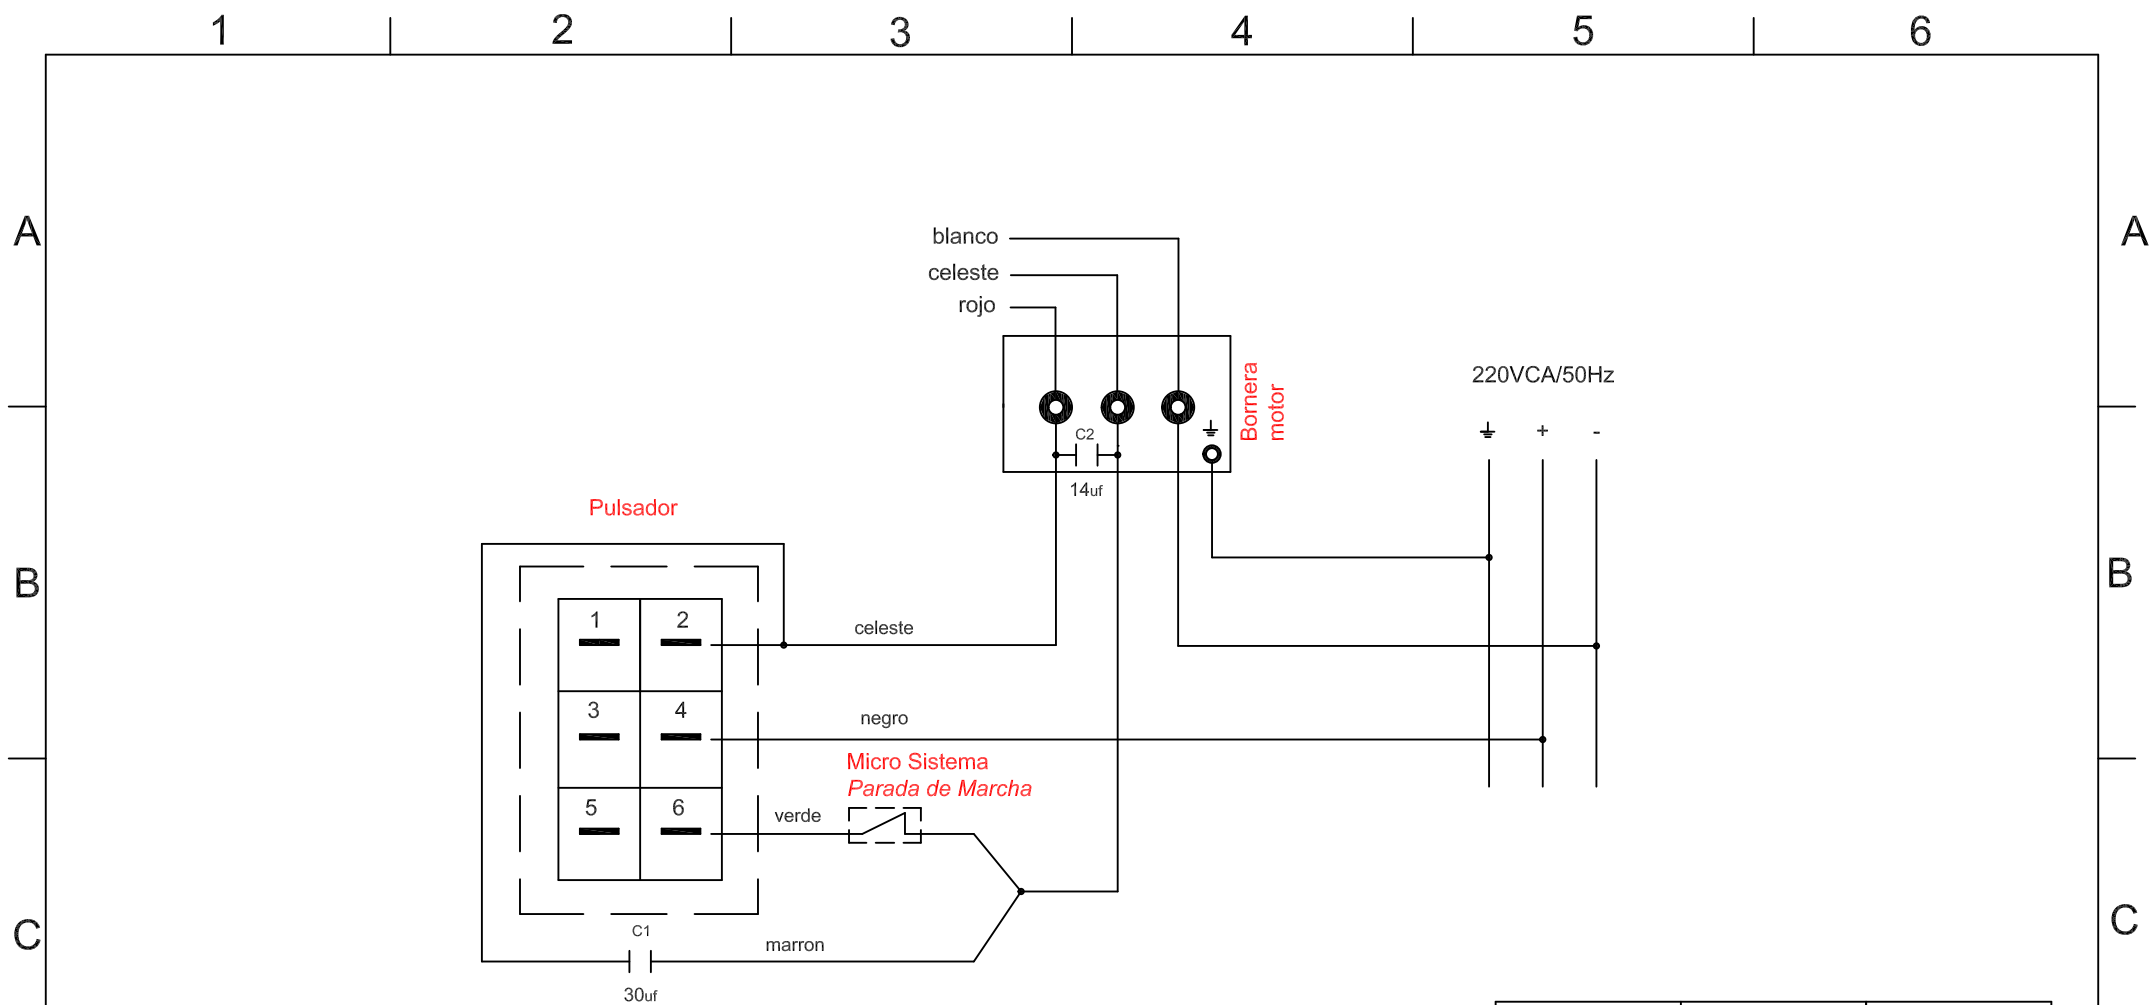 1 2 3 4 5 6
A A
blanco
celeste
rojo
Bornera
motor
220VCA/50Hz
+ -
C2
14uf
Pulsador
B B
1 2
celeste
3 4
negro
Micro Sistema
Parada de Marcha
5 6
verde
C C
C1
marron
30uf